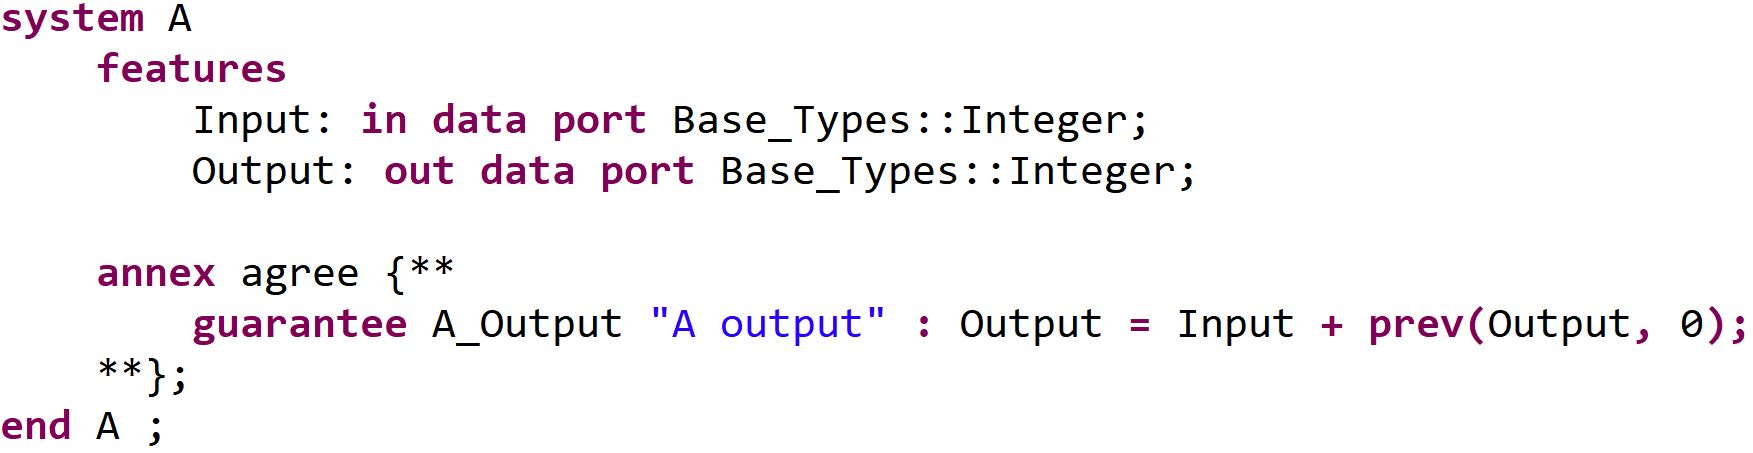 system A
features
Input: in data port Base_Types::Integer;
Output: out data port Base_Types::Integer;
annex agree {**
guarantee A_Output "A output" : Output = Input + prev(Output, 0);
**};
end A ;